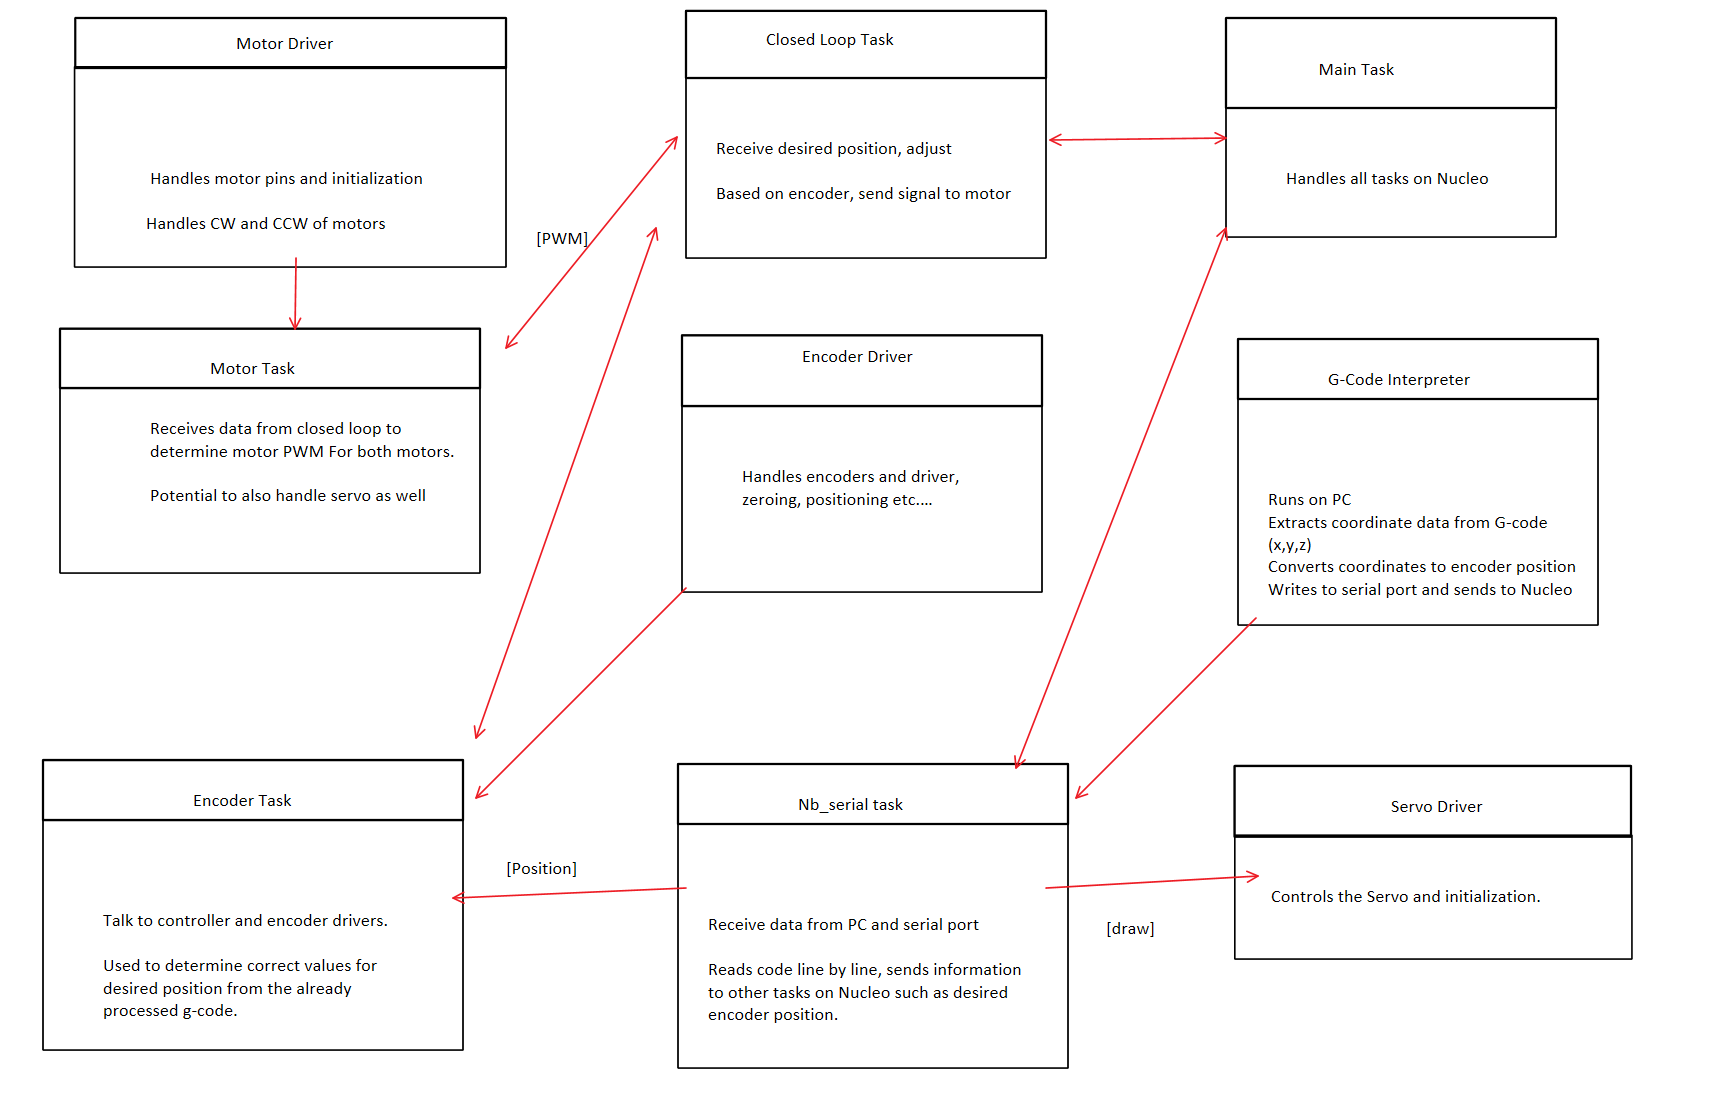 Motor Driver
Handles motor pins and initialization
Handles CW and CCW of motors
Closed Loop Task
Receive desired position, adjust
Based on encoder, send signal to motor
Main Task
Handles all tasks on Nucleo
[PWM]
Motor Task
Receives data from closed loop to
determine motor PWM For both motors.
Potential to also handle servo as well
Encoder Driver
Handles encoders and driver,
zeroing, positioning etc....
G-Code Interpreter
Runs on PC
Extracts coordinate data from G-code
(x,y,z)
Converts coordinates to encoder position
Writes to serial port and sends to Nucleo
Encoder Task
Talk to controller and encoder drivers.
Used to determine correct values for
desired position from the already
processed g-code.
[Position]
Nb_serial task
Receive data from PC and serial port
Reads code line by line, sends information
to other tasks on Nucleo such as desired
encoder position.
[draw]
Servo Driver
Controls the Servo and initialization.